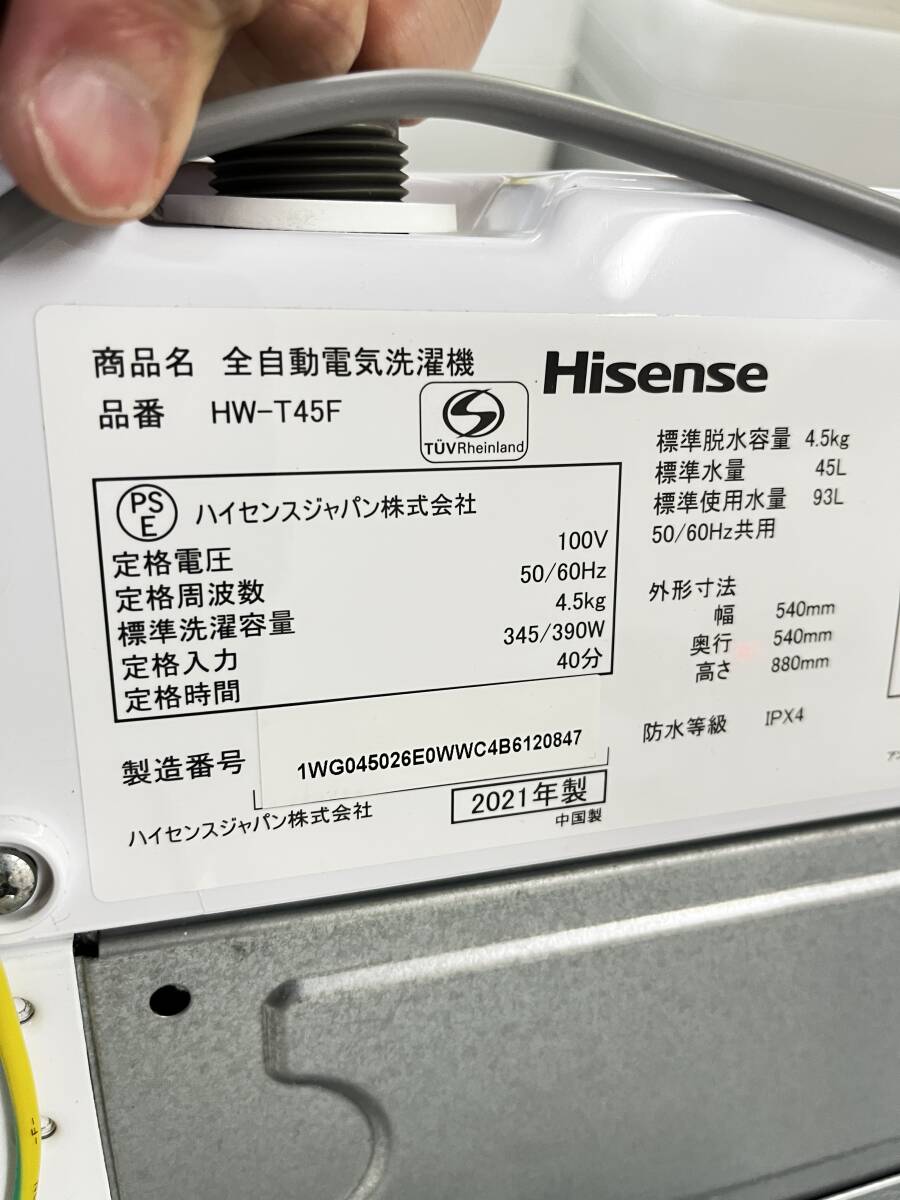 商品名 全自動電気洗濯機
品番 HW-T45F
TÜVRheinland
Hisense
PS
E
ハイセンスジャパン株式会社
定格電圧 100V
定格周波数 50/60Hz
標準洗濯容量 4.5kg
定格入力 345/390W
定格時間 40分
製造番号 1WG045026E0WWC4B6120847
ハイセンスジャパン株式会社
2021年製
中国製
標準脱水容量 4.5kg
標準水量 45L
標準使用水量 93L
50/60Hz共用
外形寸法
幅 540mm
奥行 540mm
高さ 880mm
防水等級 IPX4